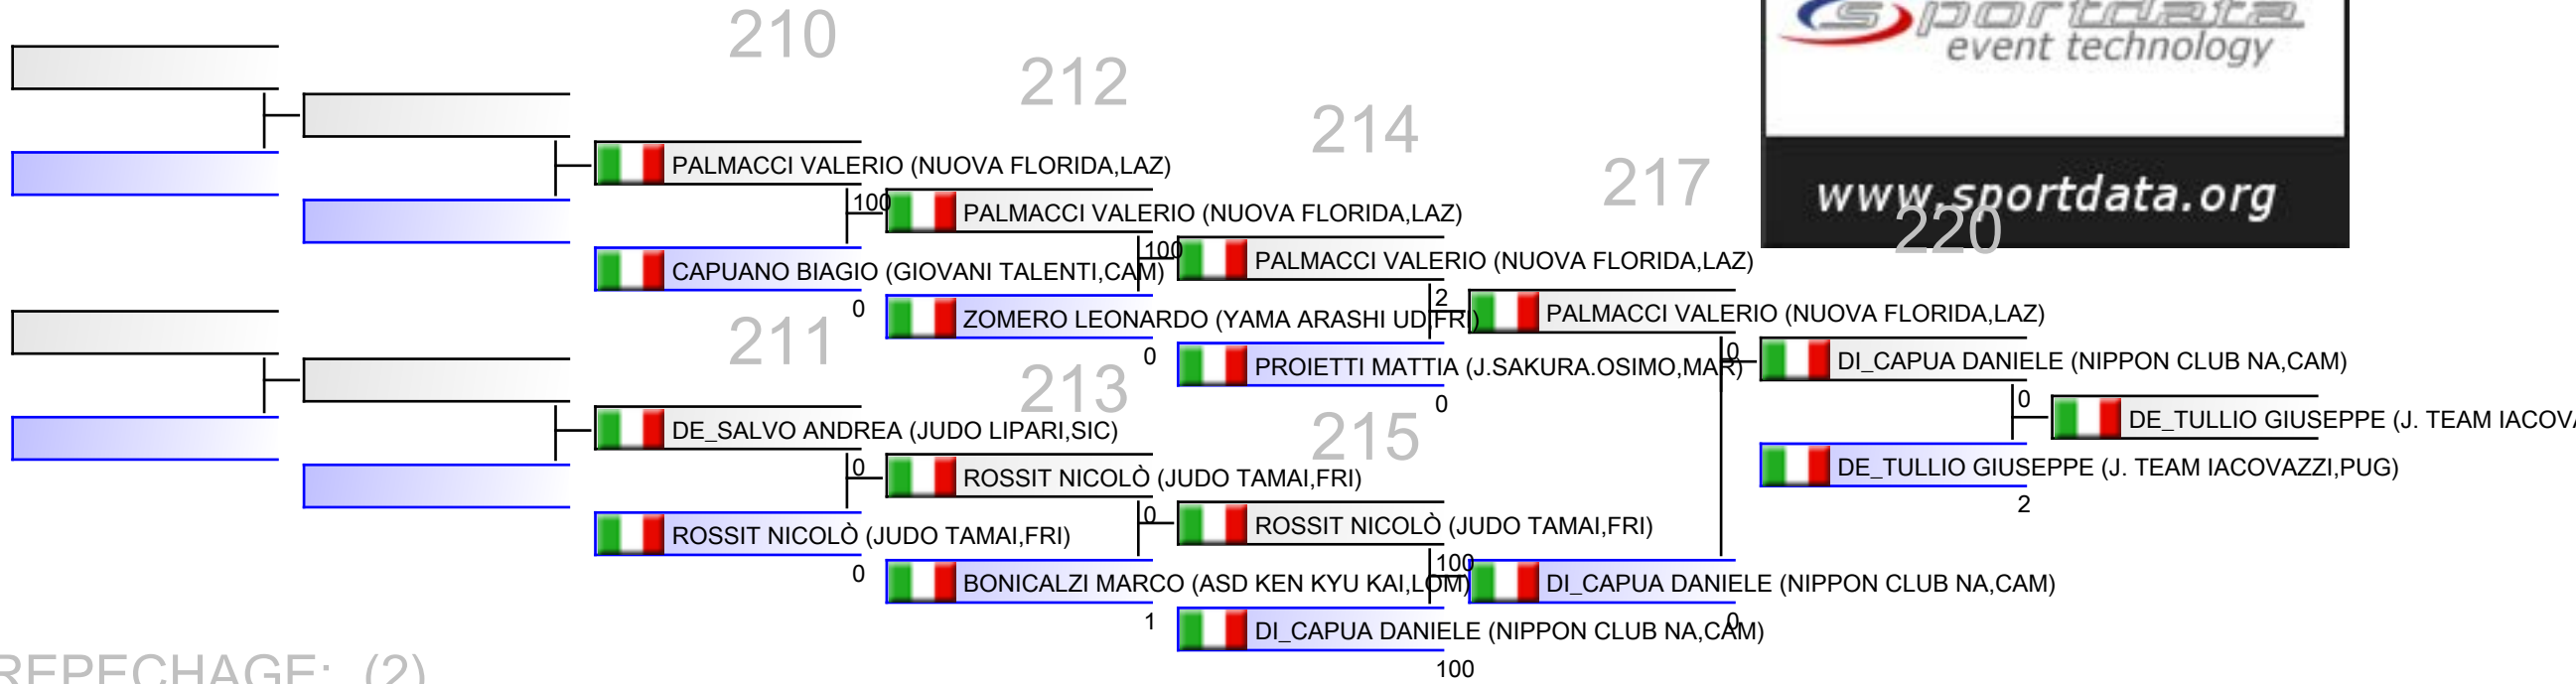 sportdata
event technology
www.sportdata.org
210
212
214
217
220
PALMACCI VALERIO (NUOVA FLORIDA,LAZ)
100
PALMACCI VALERIO (NUOVA FLORIDA,LAZ)
CAPUANO BIAGIO (GIOVANI TALENTI,CAM)
0
100
PALMACCI VALERIO (NUOVA FLORIDA,LAZ)
ZOMERO LEONARDO (YAMA ARASHI UD,FRI)
0
2
PALMACCI VALERIO (NUOVA FLORIDA,LAZ)
PROIETTI MATTIA (J.SAKURA.OSIMO,MAR)
0
0
DI_CAPUA DANIELE (NIPPON CLUB NA,CAM)
0
DE_TULLIO GIUSEPPE (J. TEAM IACOVA
DE_TULLIO GIUSEPPE (J. TEAM IACOVAZZI,PUG)
2
211
213
215
DE_SALVO ANDREA (JUDO LIPARI,SIC)
0
ROSSIT NICOLÒ (JUDO TAMAI,FRI)
ROSSIT NICOLÒ (JUDO TAMAI,FRI)
0
0
ROSSIT NICOLÒ (JUDO TAMAI,FRI)
BONICALZI MARCO (ASD KEN KYU KAI,LOM)
1
100
DI_CAPUA DANIELE (NIPPON CLUB NA,CAM)
0
DI_CAPUA DANIELE (NIPPON CLUB NA,CAM)
100
REPECHAGE: (2)